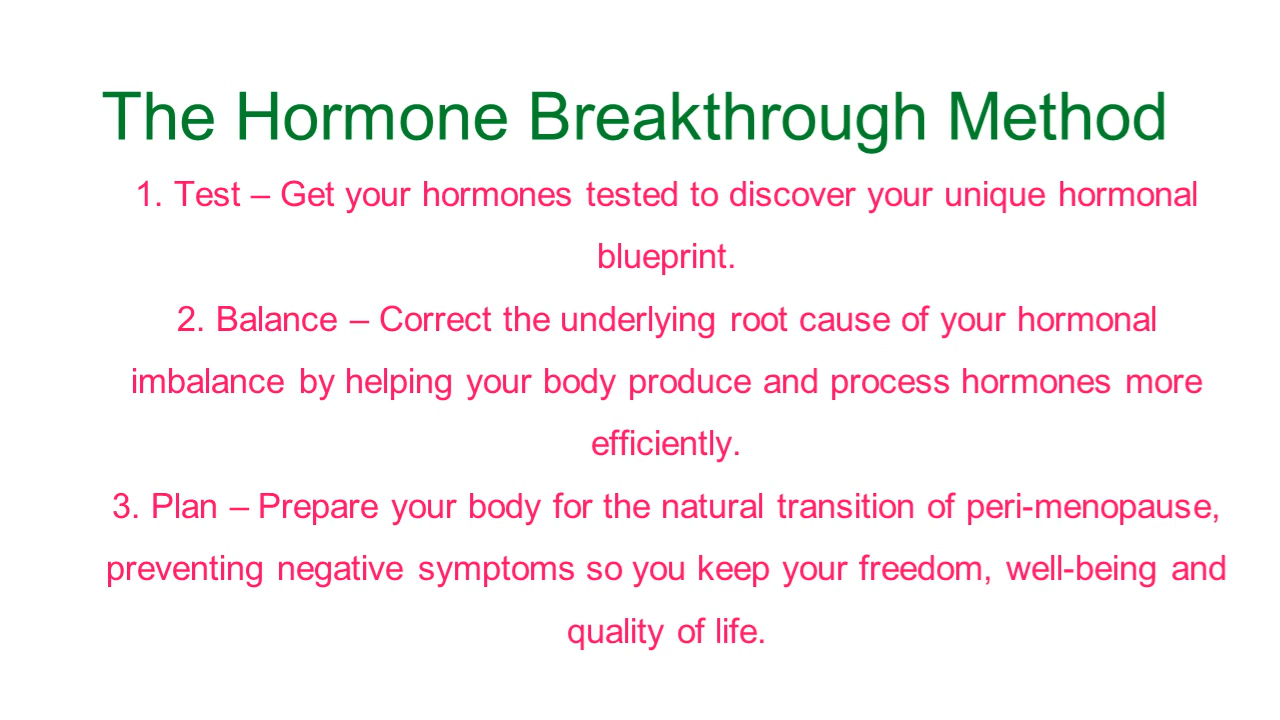 The Hormone Breakthrough Method
1. Test – Get your hormones tested to discover your unique hormonal
blueprint.
2. Balance – Correct the underlying root cause of your hormonal
imbalance by helping your body produce and process hormones more
efficiently.
3. Plan – Prepare your body for the natural transition of peri-menopause,
preventing negative symptoms so you keep your freedom, well-being and
quality of life.